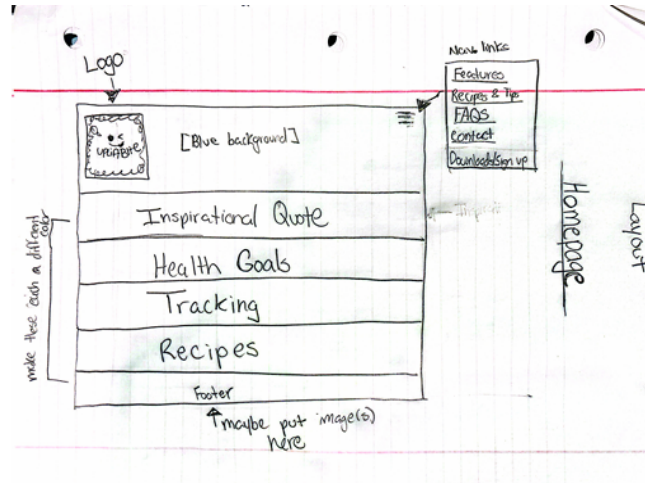 Logo
Nav links
Features
Recipes & Tips
FAQs
Contact
Download/sign up
[Blue background]
Inspirational Quote
Health Goals
Tracking
Recipes
Footer
make these each a different
color
maybe put image(s)
here
Homepage
Layout